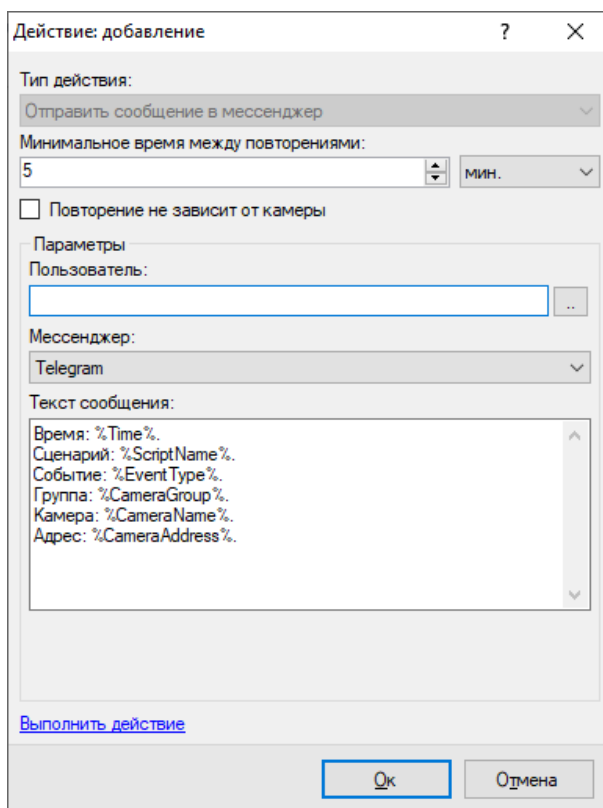 Действие: добавление ?
Тип действия:
Отправить сообщение в мессенджер
Минимальное время между повторениями:
5 мин.
Повторение не зависит от камеры
Параметры
Пользователь:
..
Мессенджер:
Telegram
Текст сообщения:
Время: %Time%.
Сценарий: %ScriptName%.
Событие: %EventType%.
Группа: %CameraGroup%.
Камера: %CameraName%.
Адрес: %CameraAddress%.
Выполнить действие
Ок Отмена